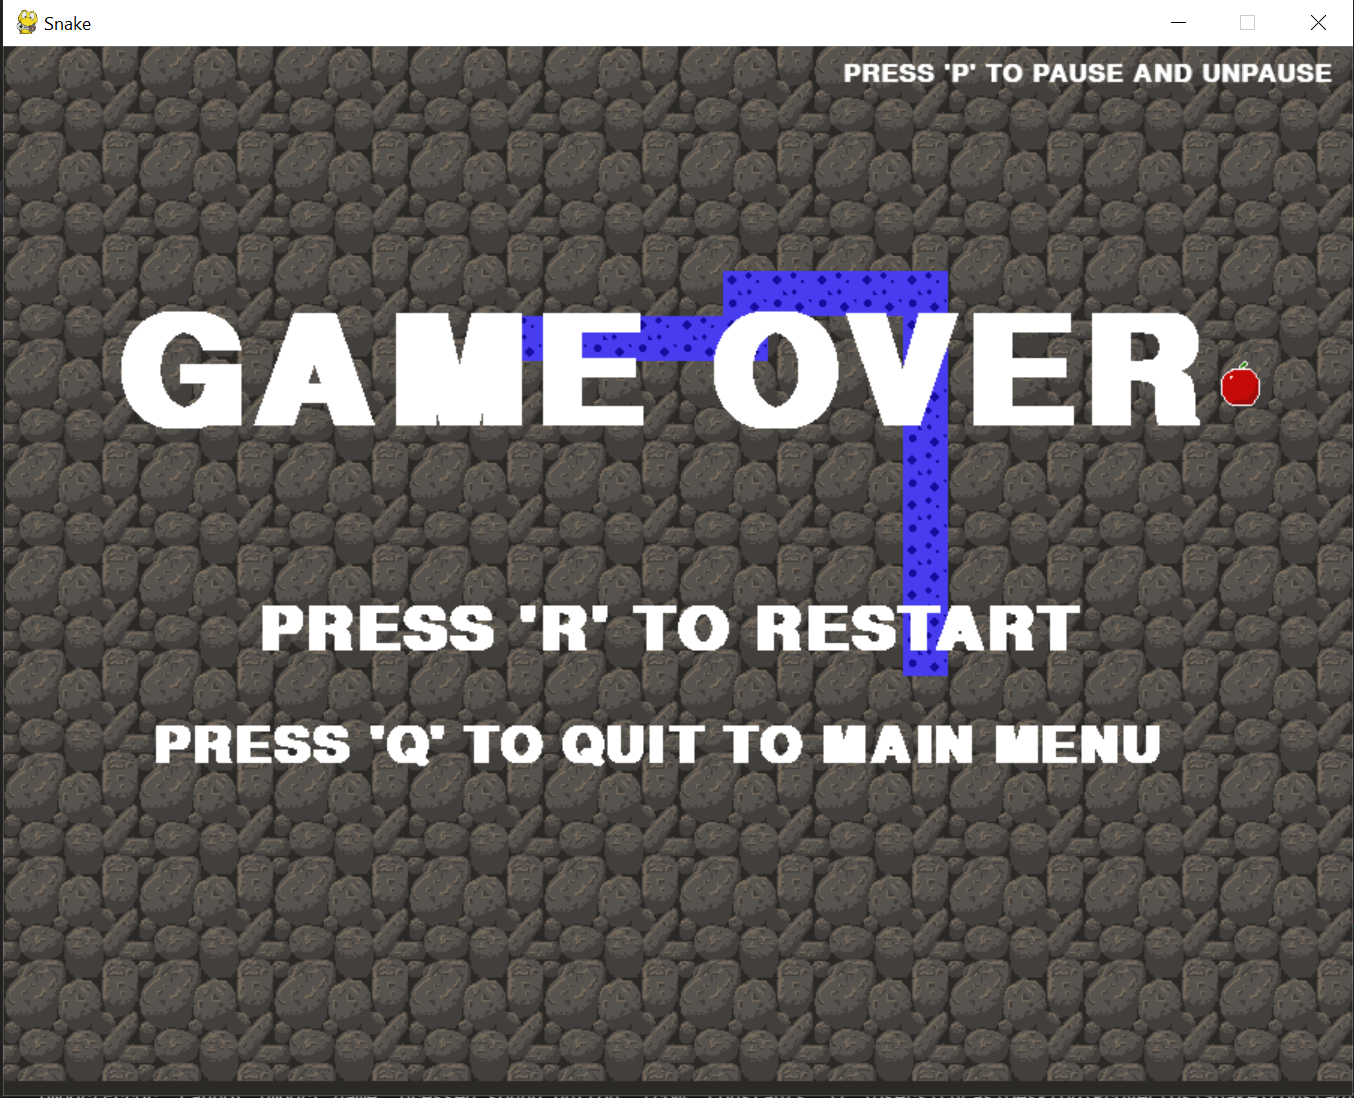 Snake
PRESS 'P' TO PAUSE AND UNPAUSE
GAME OVER
PRESS 'R' TO RESTART
PRESS 'Q' TO QUIT TO MAIN MENU